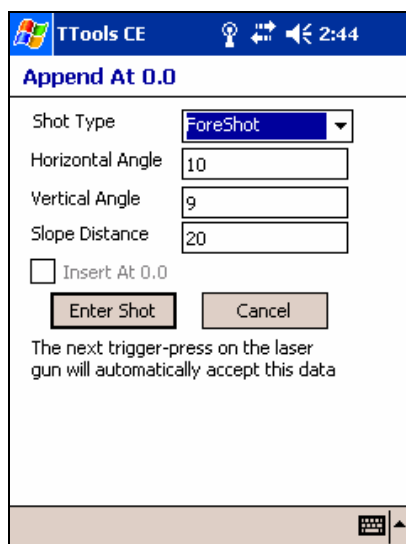 TTools CE 2:44
Append At 0.0
Shot Type ForeShot
Horizontal Angle 10
Vertical Angle 9
Slope Distance 20
Insert At 0.0
Enter Shot Cancel
The next trigger-press on the laser
gun will automatically accept this data